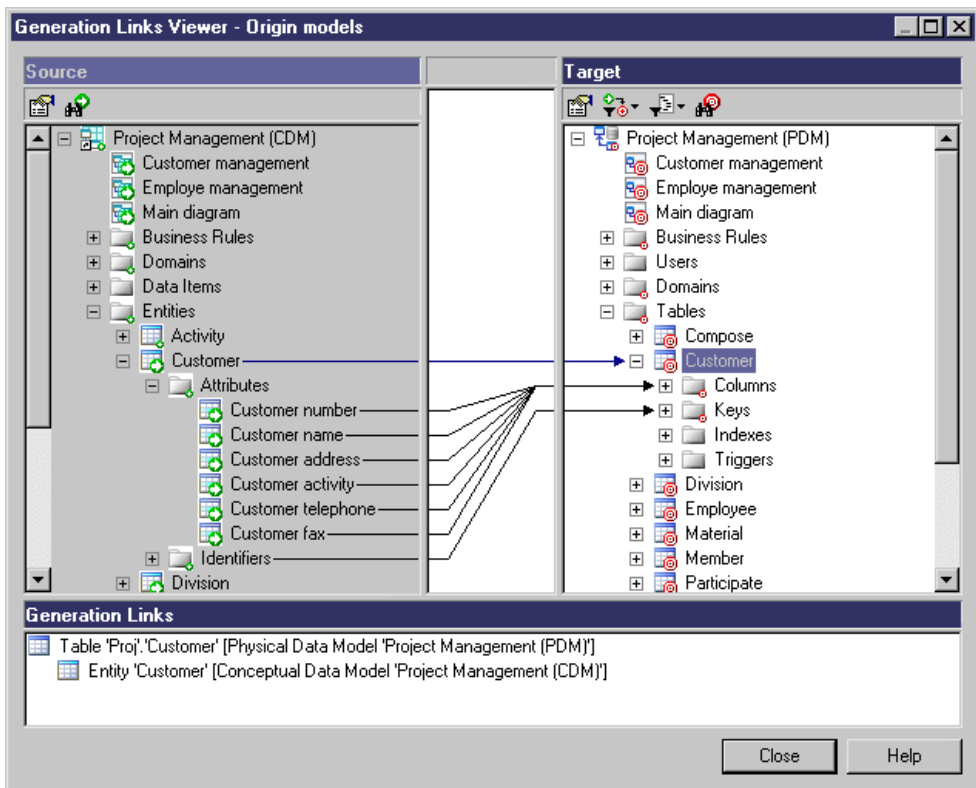 Generation Links Viewer - Origin models
Source
Target
Project Management (CDM)
Customer management
Employe management
Main diagram
Business Rules
Domains
Data Items
Entities
Activity
Customer
Attributes
Customer number
Customer name
Customer address
Customer activity
Customer telephone
Customer fax
Identifiers
Division
Project Management (PDM)
Customer management
Employe management
Main diagram
Business Rules
Users
Domains
Tables
Compose
Customer
Columns
Keys
Indexes
Triggers
Division
Employee
Material
Member
Participate
Generation Links
Table 'Proj'.'Customer' [Physical Data Model 'Project Management (PDM)']
Entity 'Customer' [Conceptual Data Model 'Project Management (CDM)']
Close
Help